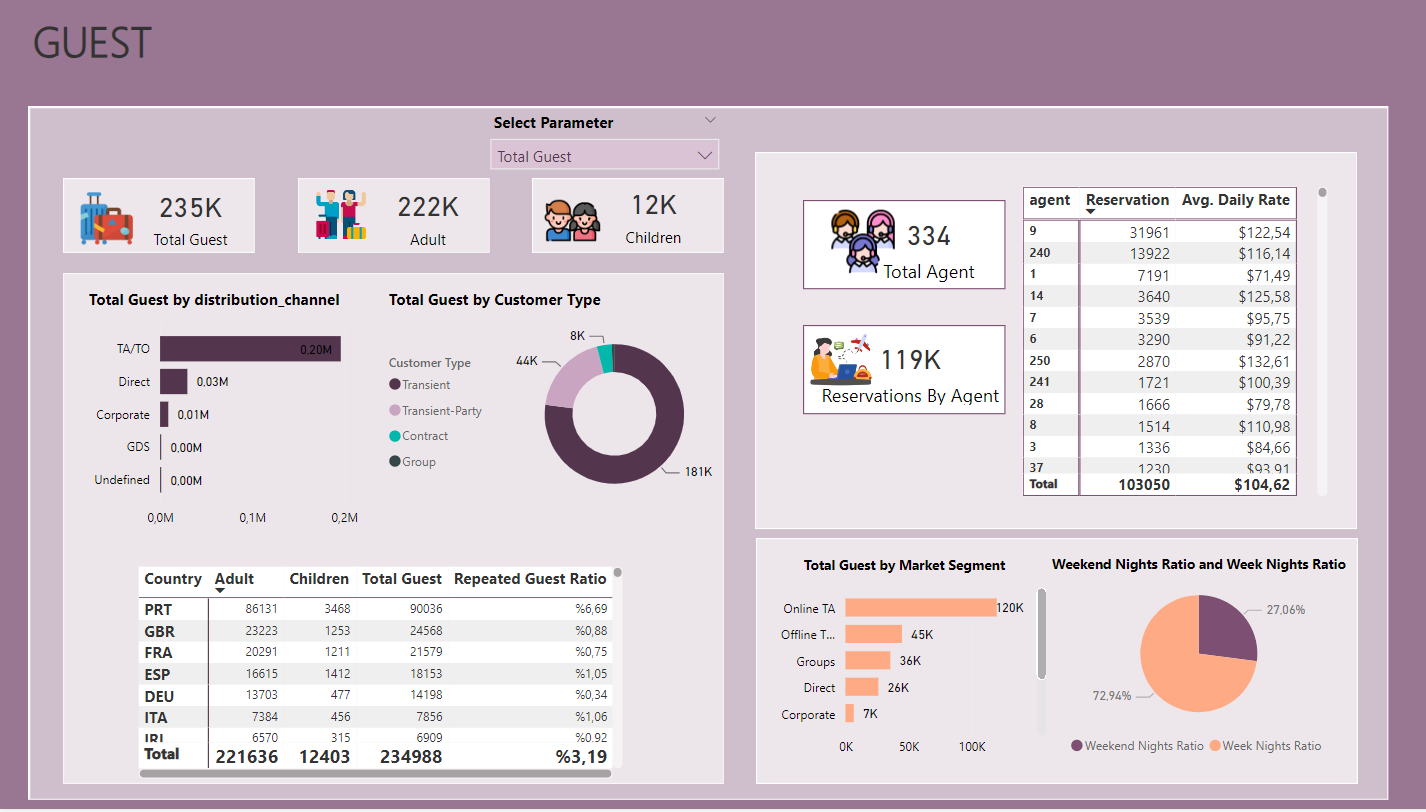 GUEST
Select Parameter
Total Guest
235K
Total Guest
222K
Adult
12K
Children
Total Guest by distribution_channel
TA/TO 0,20M
Direct 0,03M
Corporate 0,01M
GDS 0,00M
Undefined 0,00M
0,0M 0,1M 0,2M
Total Guest by Customer Type
Customer Type
Transient
Transient-Party
Contract
Group
8K
44K
181K
Country Adult Children Total Guest Repeated Guest Ratio
PRT 86131 3468 90036 %6,69
GBR 23223 1253 24568 %0,88
FRA 20291 1211 21579 %0,75
ESP 16615 1412 18153 %1,05
DEU 13703 477 14198 %0,34
ITA 7384 456 7856 %1,06
IRL 6570 315 6909 %0,92
Total 221636 12403 234988 %3,19
334
Total Agent
119K
Reservations By Agent
agent Reservation Avg. Daily Rate
9 31961 $122,54
240 13922 $116,14
1 7191 $71,49
14 3640 $125,58
7 3539 $95,75
6 3290 $91,22
250 2870 $132,61
241 1721 $100,39
28 1666 $79,78
8 1514 $110,98
3 1336 $84,66
37 1230 $93,91
Total 103050 $104,62
Total Guest by Market Segment
Online TA 120K
Offline T... 45K
Groups 36K
Direct 26K
Corporate 7K
0K 50K 100K
Weekend Nights Ratio and Week Nights Ratio
27,06%
72,94%
Weekend Nights Ratio Week Nights Ratio